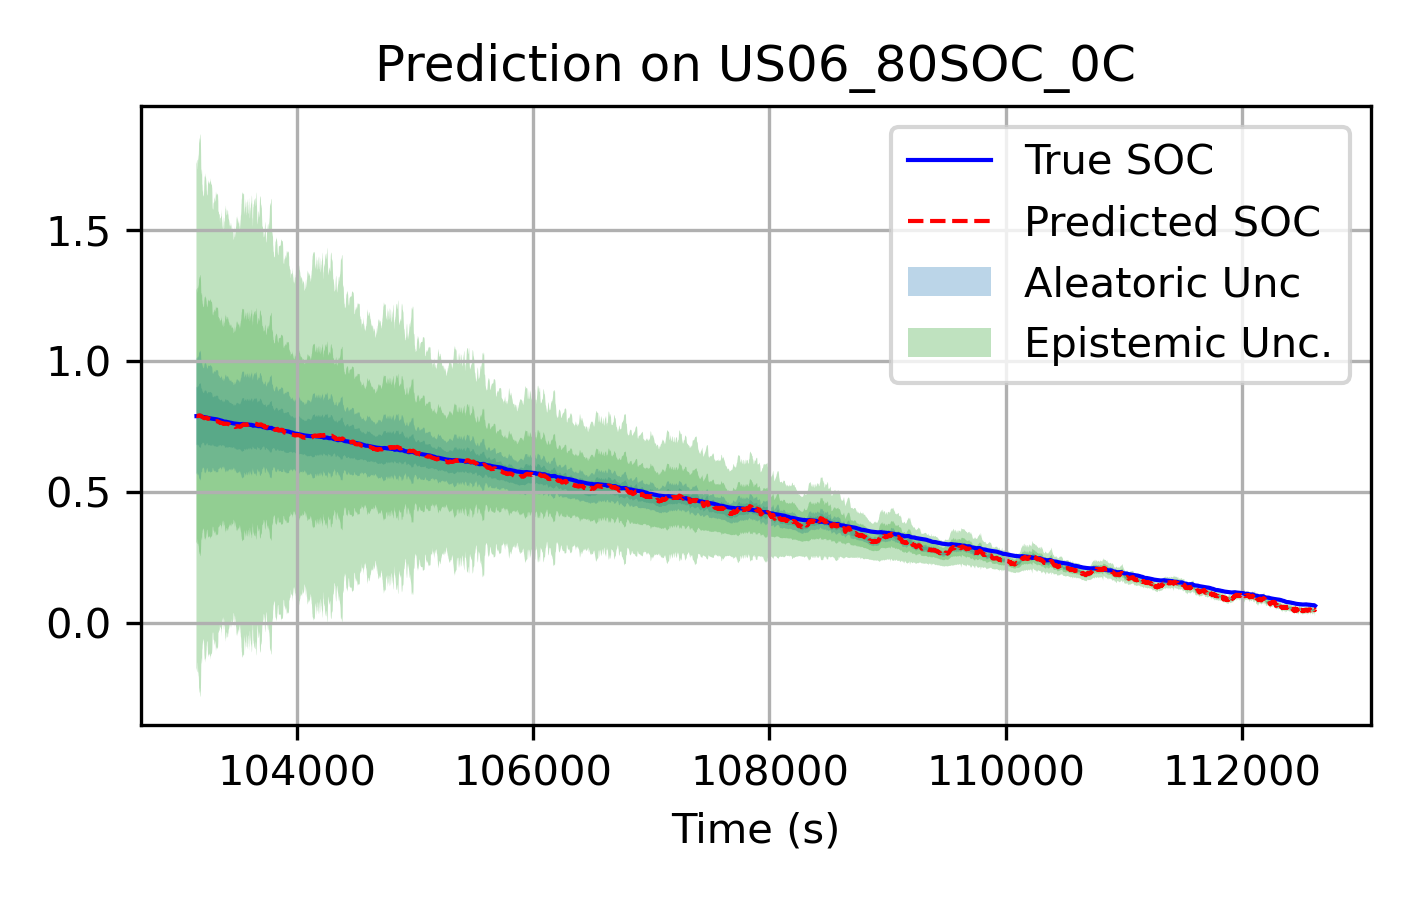 Prediction on US06_80SOC_0C
True SOC
Predicted SOC
Aleatoric Unc
Epistemic Unc.
1.5
1.0
0.5
0.0
104000 106000 108000 110000 112000
Time (s)